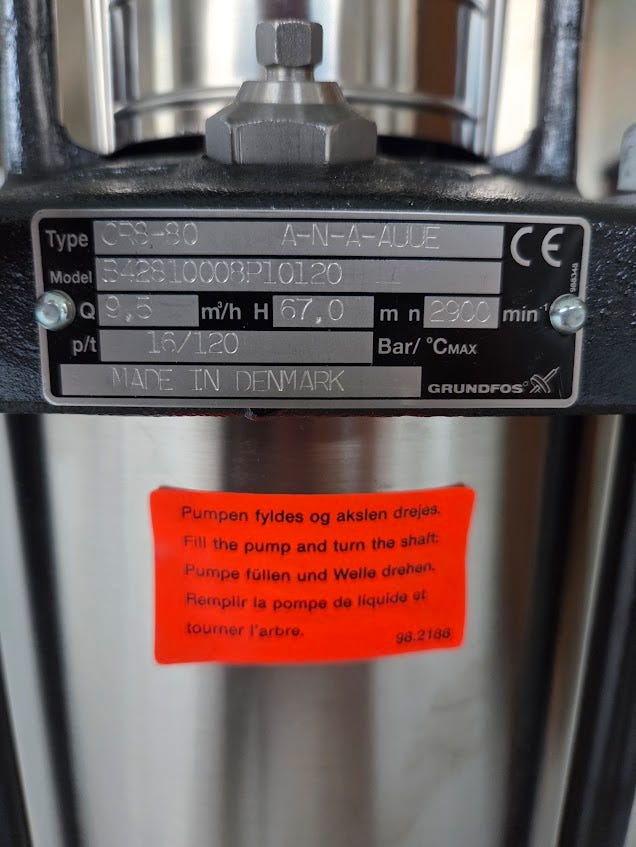 Type CR8-80 A-N-A-AUUE CE
Model S42810008P10120
Q 9,5 m³/h H 67,0 m n 2900 min⁻¹
p/t 16/120 Bar/ °CMAX
MADE IN DENMARK GRUNDFOS
Pumpen fyldes og akslen drejes.
Fill the pump and turn the shaft.
Pumpe füllen und Welle drehen.
Remplir la pompe de liquide et
tourner l'arbre.
98.2188